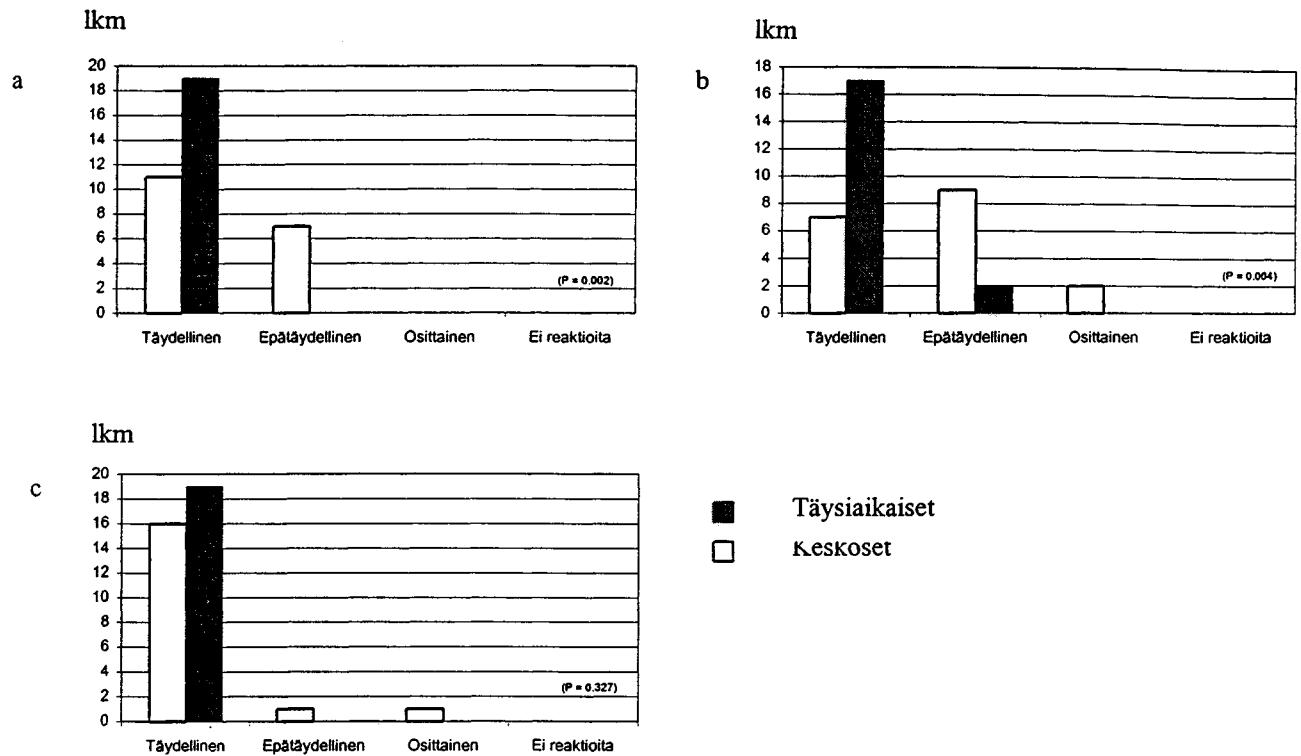 lkm
a
20
18
16
14
12
10
8
6
4
2
0
(P = 0.002)
Täydellinen Epätäydellinen Osittainen Ei reaktioita
lkm
b
18
16
14
12
10
8
6
4
2
0
(P = 0.004)
Täydellinen Epätäydellinen Osittainen Ei reaktioita
lkm
c
20
18
16
14
12
10
8
6
4
2
0
(P = 0.327)
Täydellinen Epätäydellinen Osittainen Ei reaktioita
Täysiaikaiset
Keskoset